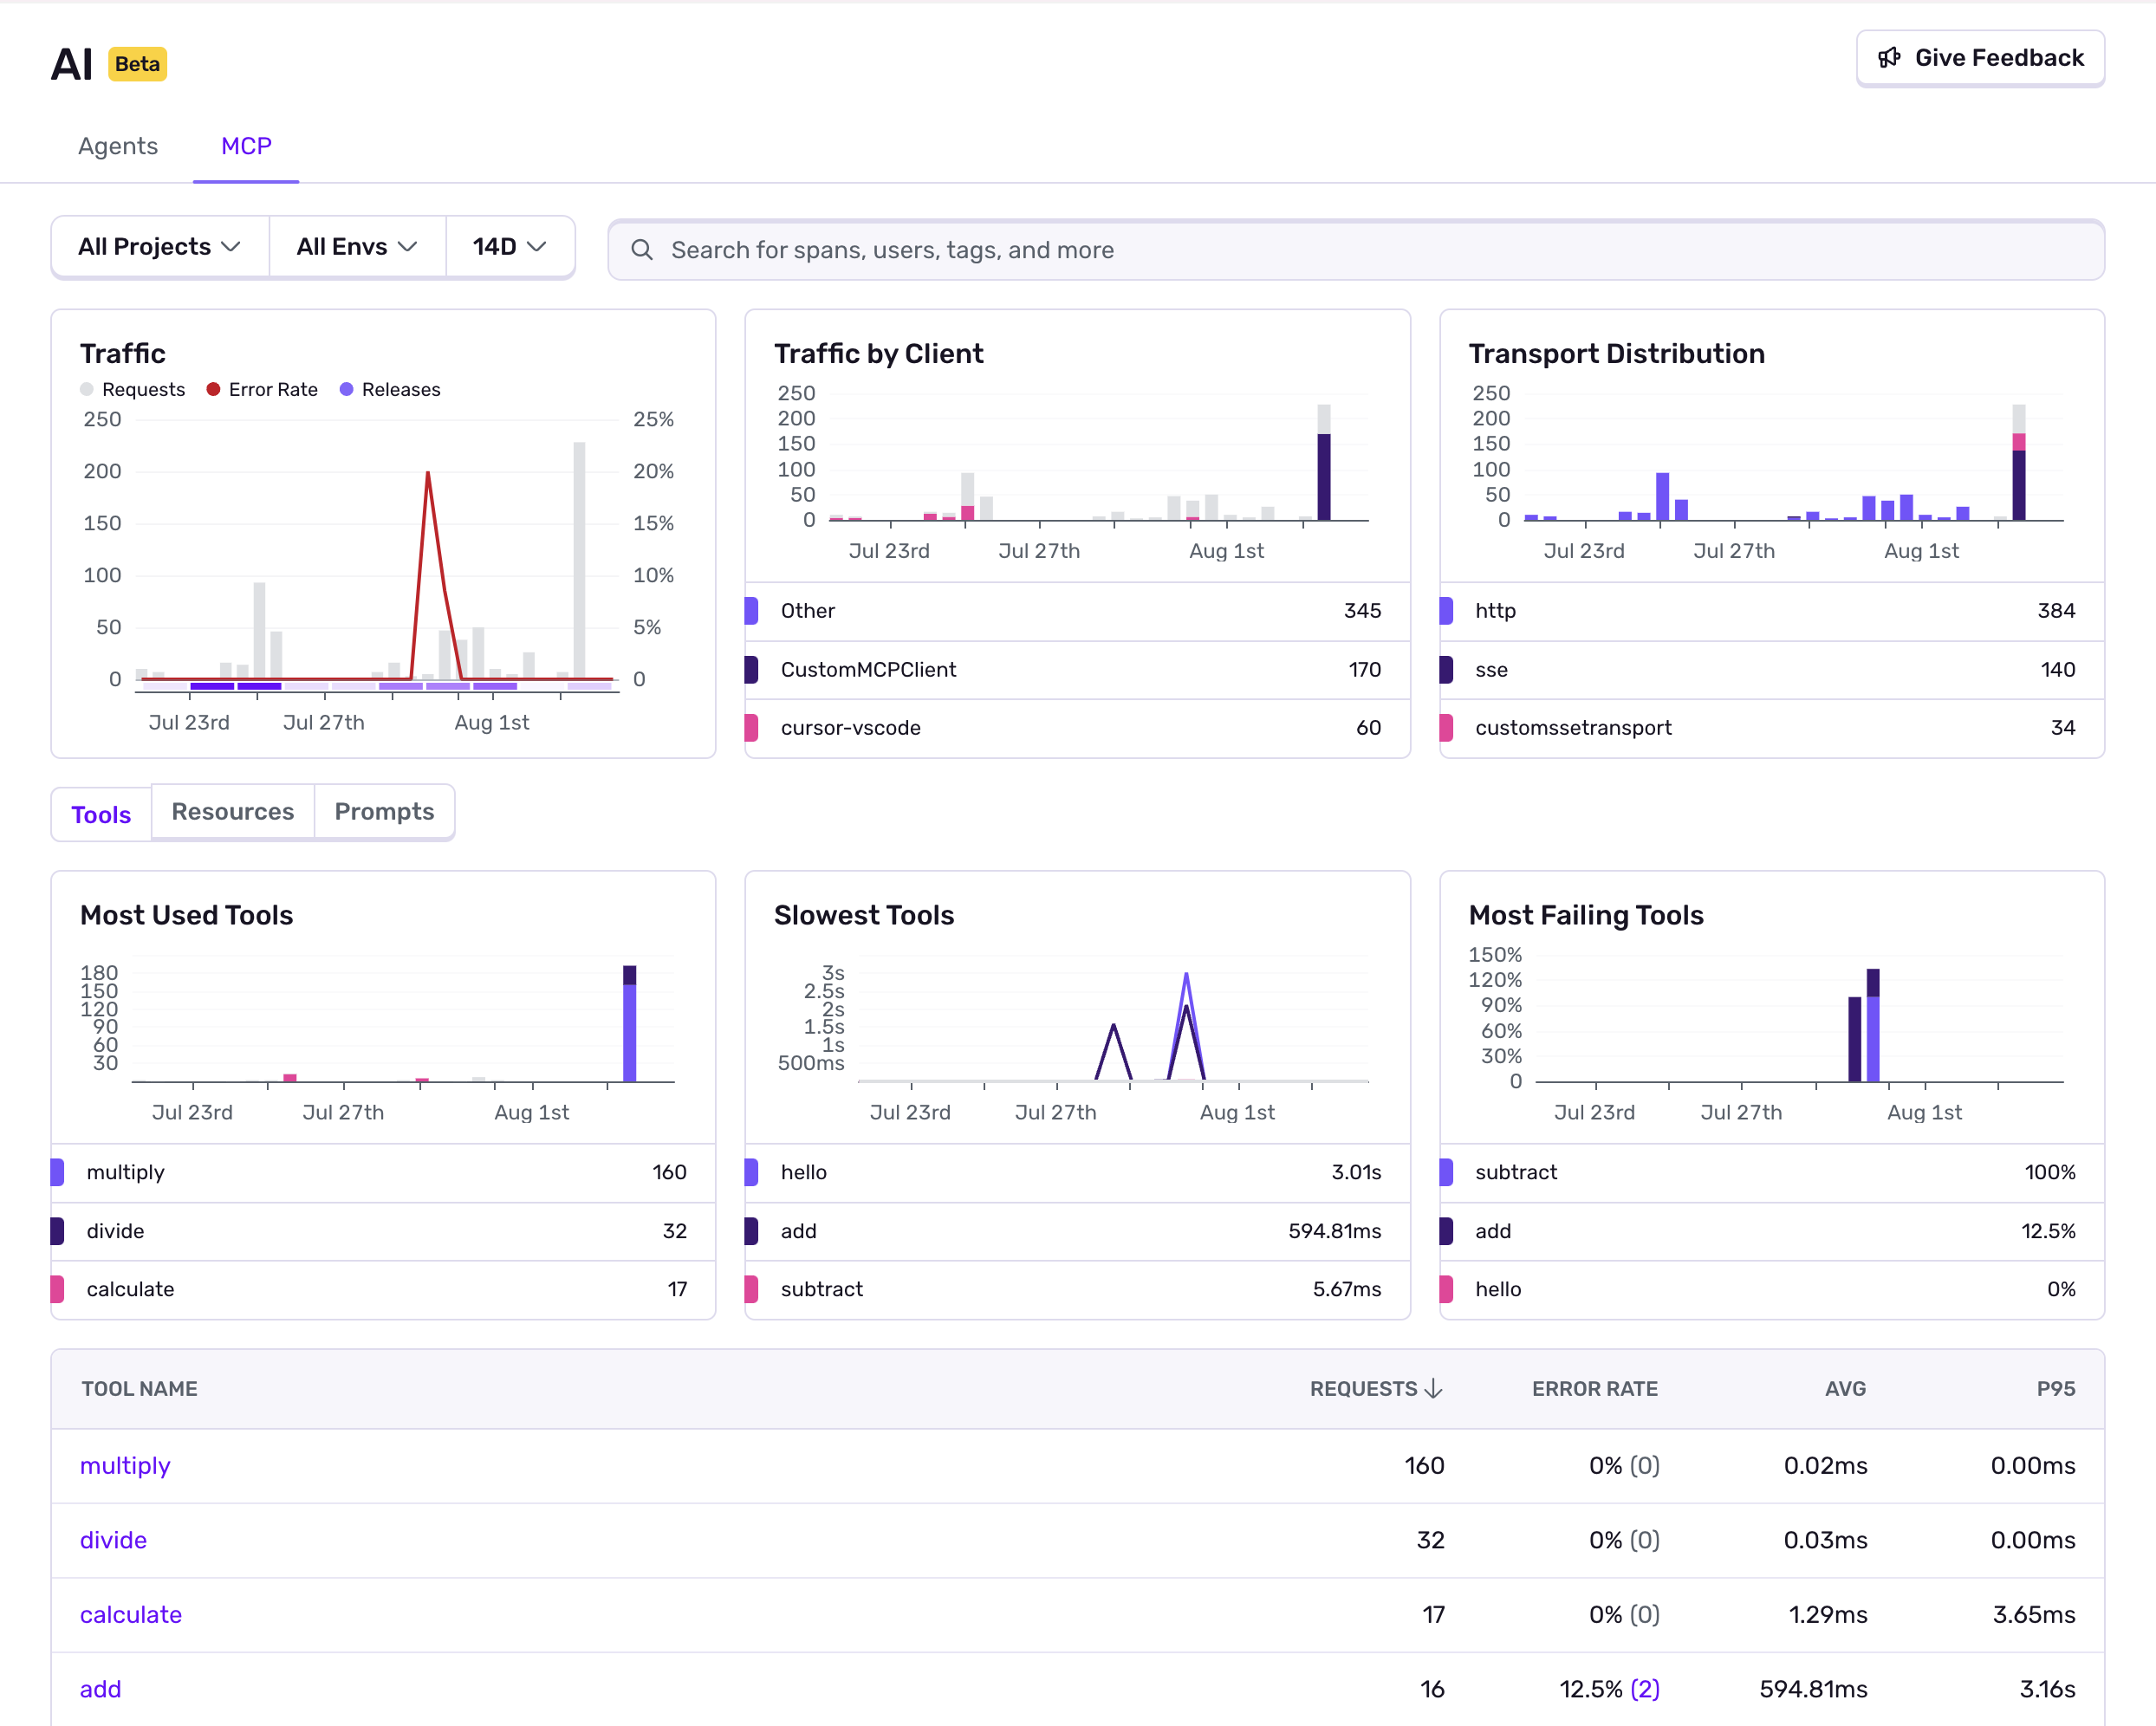 AI Beta
Give Feedback
Agents MCP
All Projects All Envs 14D
Search for spans, users, tags, and more
Traffic
Requests Error Rate Releases
250 25%
200 20%
150 15%
100 10%
50 5%
0 0
Jul 23rd Jul 27th Aug 1st
Traffic by Client
250
200
150
100
50
0
Jul 23rd Jul 27th Aug 1st
Other 345
CustomMCPClient 170
cursor-vscode 60
Transport Distribution
250
200
150
100
50
0
Jul 23rd Jul 27th Aug 1st
http 384
sse 140
customssetransport 34
Tools Resources Prompts
Most Used Tools
180
150
120
90
60
30
Jul 23rd Jul 27th Aug 1st
multiply 160
divide 32
calculate 17
Slowest Tools
3s
2.5s
2s
1.5s
1s
500ms
Jul 23rd Jul 27th Aug 1st
hello 3.01s
add 594.81ms
subtract 5.67ms
Most Failing Tools
150%
120%
90%
60%
30%
0
Jul 23rd Jul 27th Aug 1st
subtract 100%
add 12.5%
hello 0%
TOOL NAME REQUESTS ERROR RATE AVG P95
multiply 160 0% (0) 0.02ms 0.00ms
divide 32 0% (0) 0.03ms 0.00ms
calculate 17 0% (0) 1.29ms 3.65ms
add 16 12.5% (2) 594.81ms 3.16s